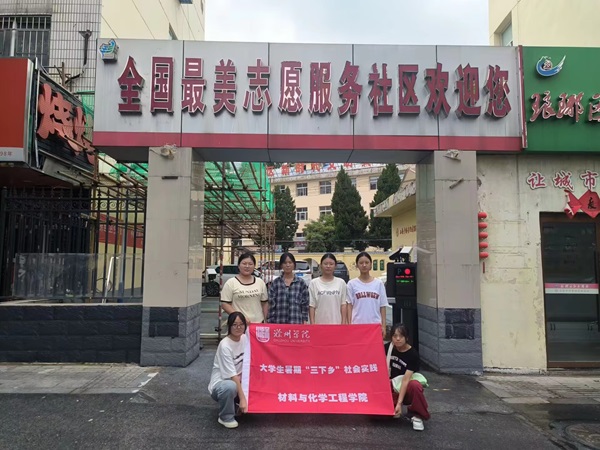 全国最美志愿服务社区欢迎您
琅琊
让城市
滁州学院
大学生暑期“三下乡”社会实践
材料与化学工程学院